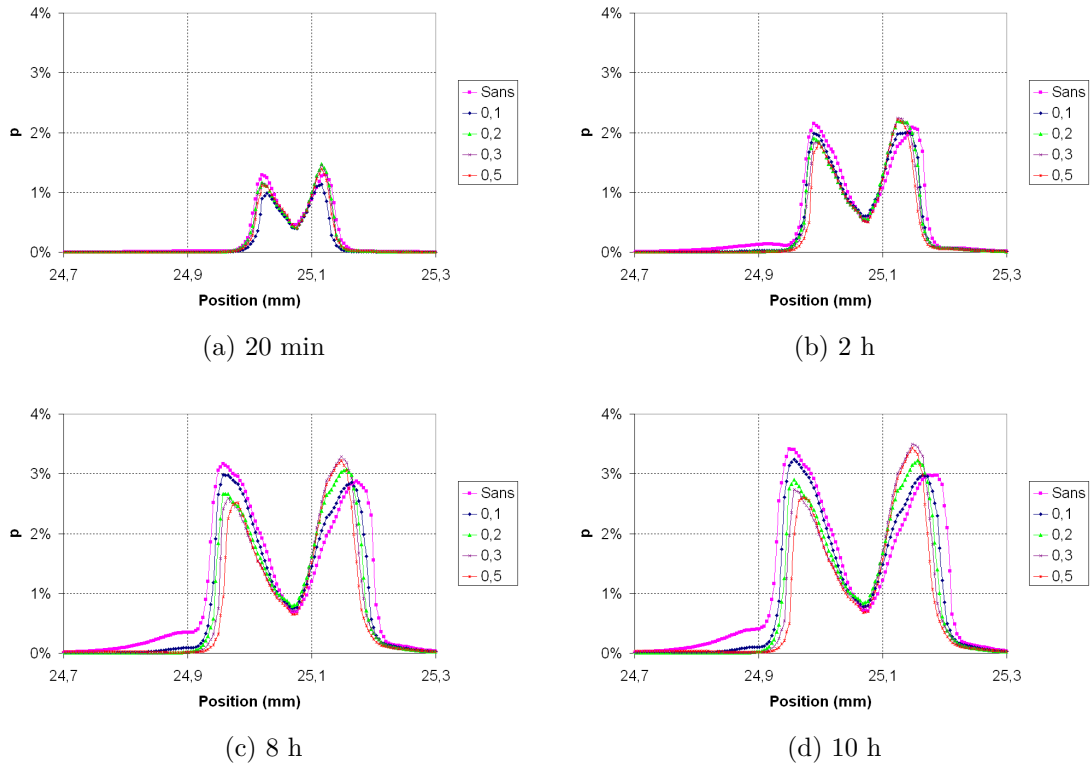 4%
3%
2%
1%
0%
p
24,7 24,9 25,1 25,3
Position (mm)
Sans
0,1
0,2
0,3
0,5
(a) 20 min
4%
3%
2%
1%
0%
p
24,7 24,9 25,1 25,3
Position (mm)
Sans
0,1
0,2
0,3
0,5
(b) 2 h
4%
3%
2%
1%
0%
p
24,7 24,9 25,1 25,3
Position (mm)
Sans
0,1
0,2
0,3
0,5
(c) 8 h
4%
3%
2%
1%
0%
p
24,7 24,9 25,1 25,3
Position (mm)
Sans
0,1
0,2
0,3
0,5
(d) 10 h